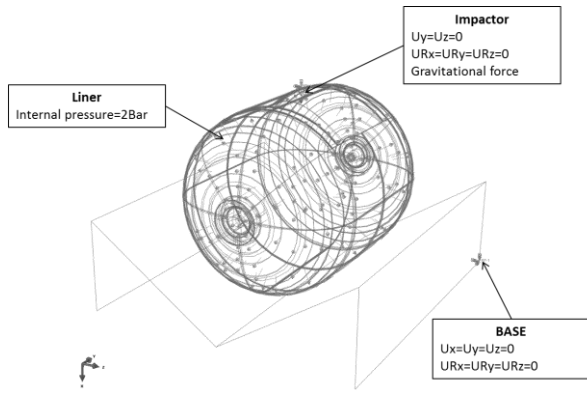 Impactor
Uy=Uz=0
URx=URy=URz=0
Gravitational force
Liner
Internal pressure=2Bar
BASE
Ux=Uy=Uz=0
URx=URy=URz=0